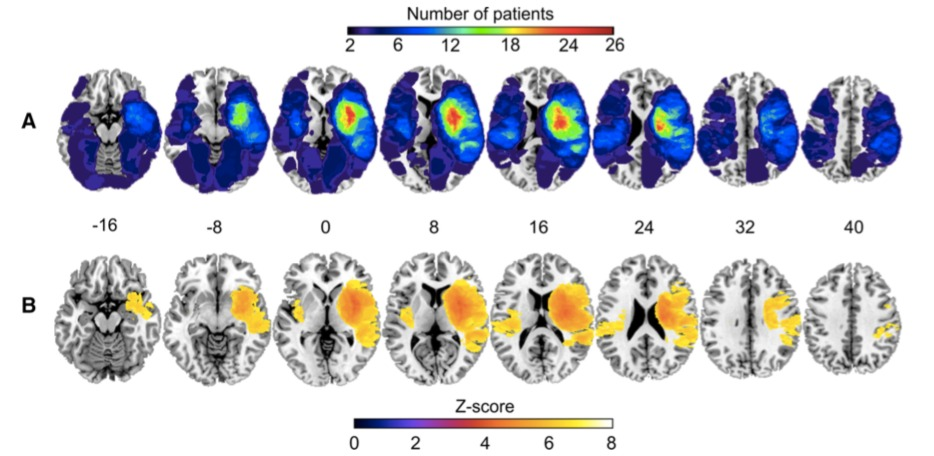 Number of patients
2 6 12 18 24 26
A
-16 -8 0 8 16 24 32 40
B
Z-score
0 2 4 6 8